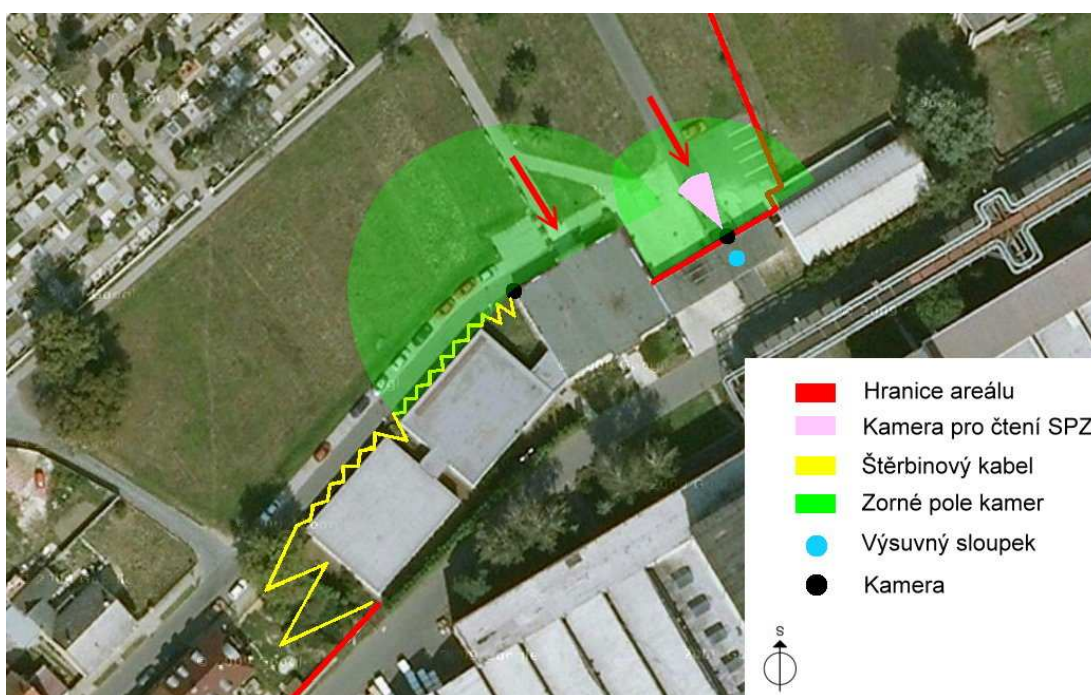 Hranice areálu
Kamera pro čtení SPZ
Štěrbinový kabel
Zorné pole kamer
Výsuvný sloupek
Kamera
S